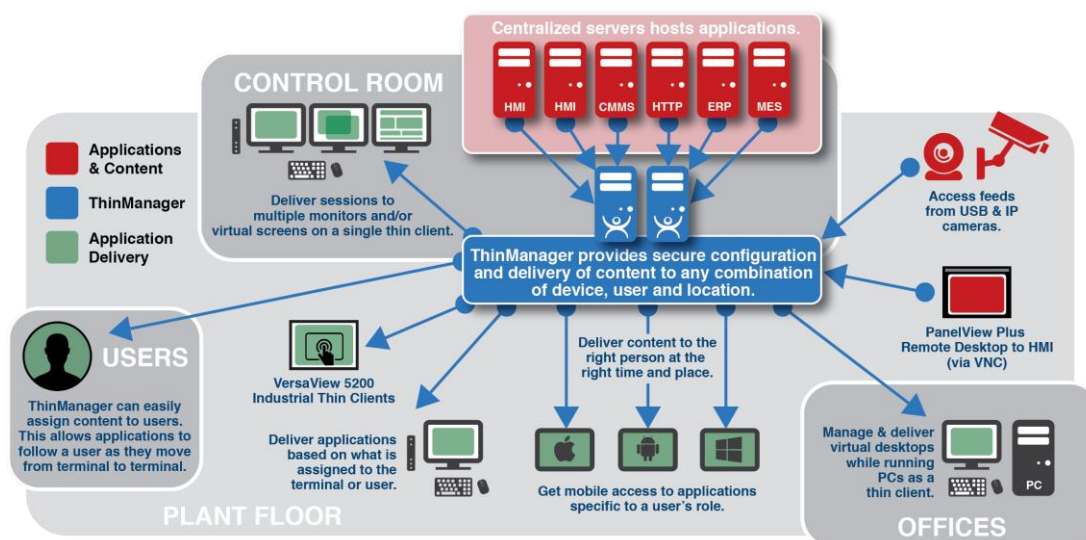 Centralized servers hosts applications.
HMI
HMI
CMMS
HTTP
ERP
MES
CONTROL ROOM
Deliver sessions to
multiple monitors and/or
virtual screens on a single thin client.
Applications
& Content
ThinManager
Application
Delivery
Access feeds
from USB & IP
cameras.
ThinManager provides secure configuration
and delivery of content to any combination
of device, user and location.
PanelView Plus
Remote Desktop to HMI
(via VNC)
USERS
ThinManager can easily
assign content to users.
This allows applications to
follow a user as they move
from terminal to terminal.
VersaView 5200
Industrial Thin Clients
Deliver content to the
right person at the
right time and place.
Deliver applications
based on what is
assigned to the
terminal or user.
Get mobile access to applications
specific to a user's role.
Manage & deliver
virtual desktops
while running
PCs as a
thin client.
PC
PLANT FLOOR
OFFICES